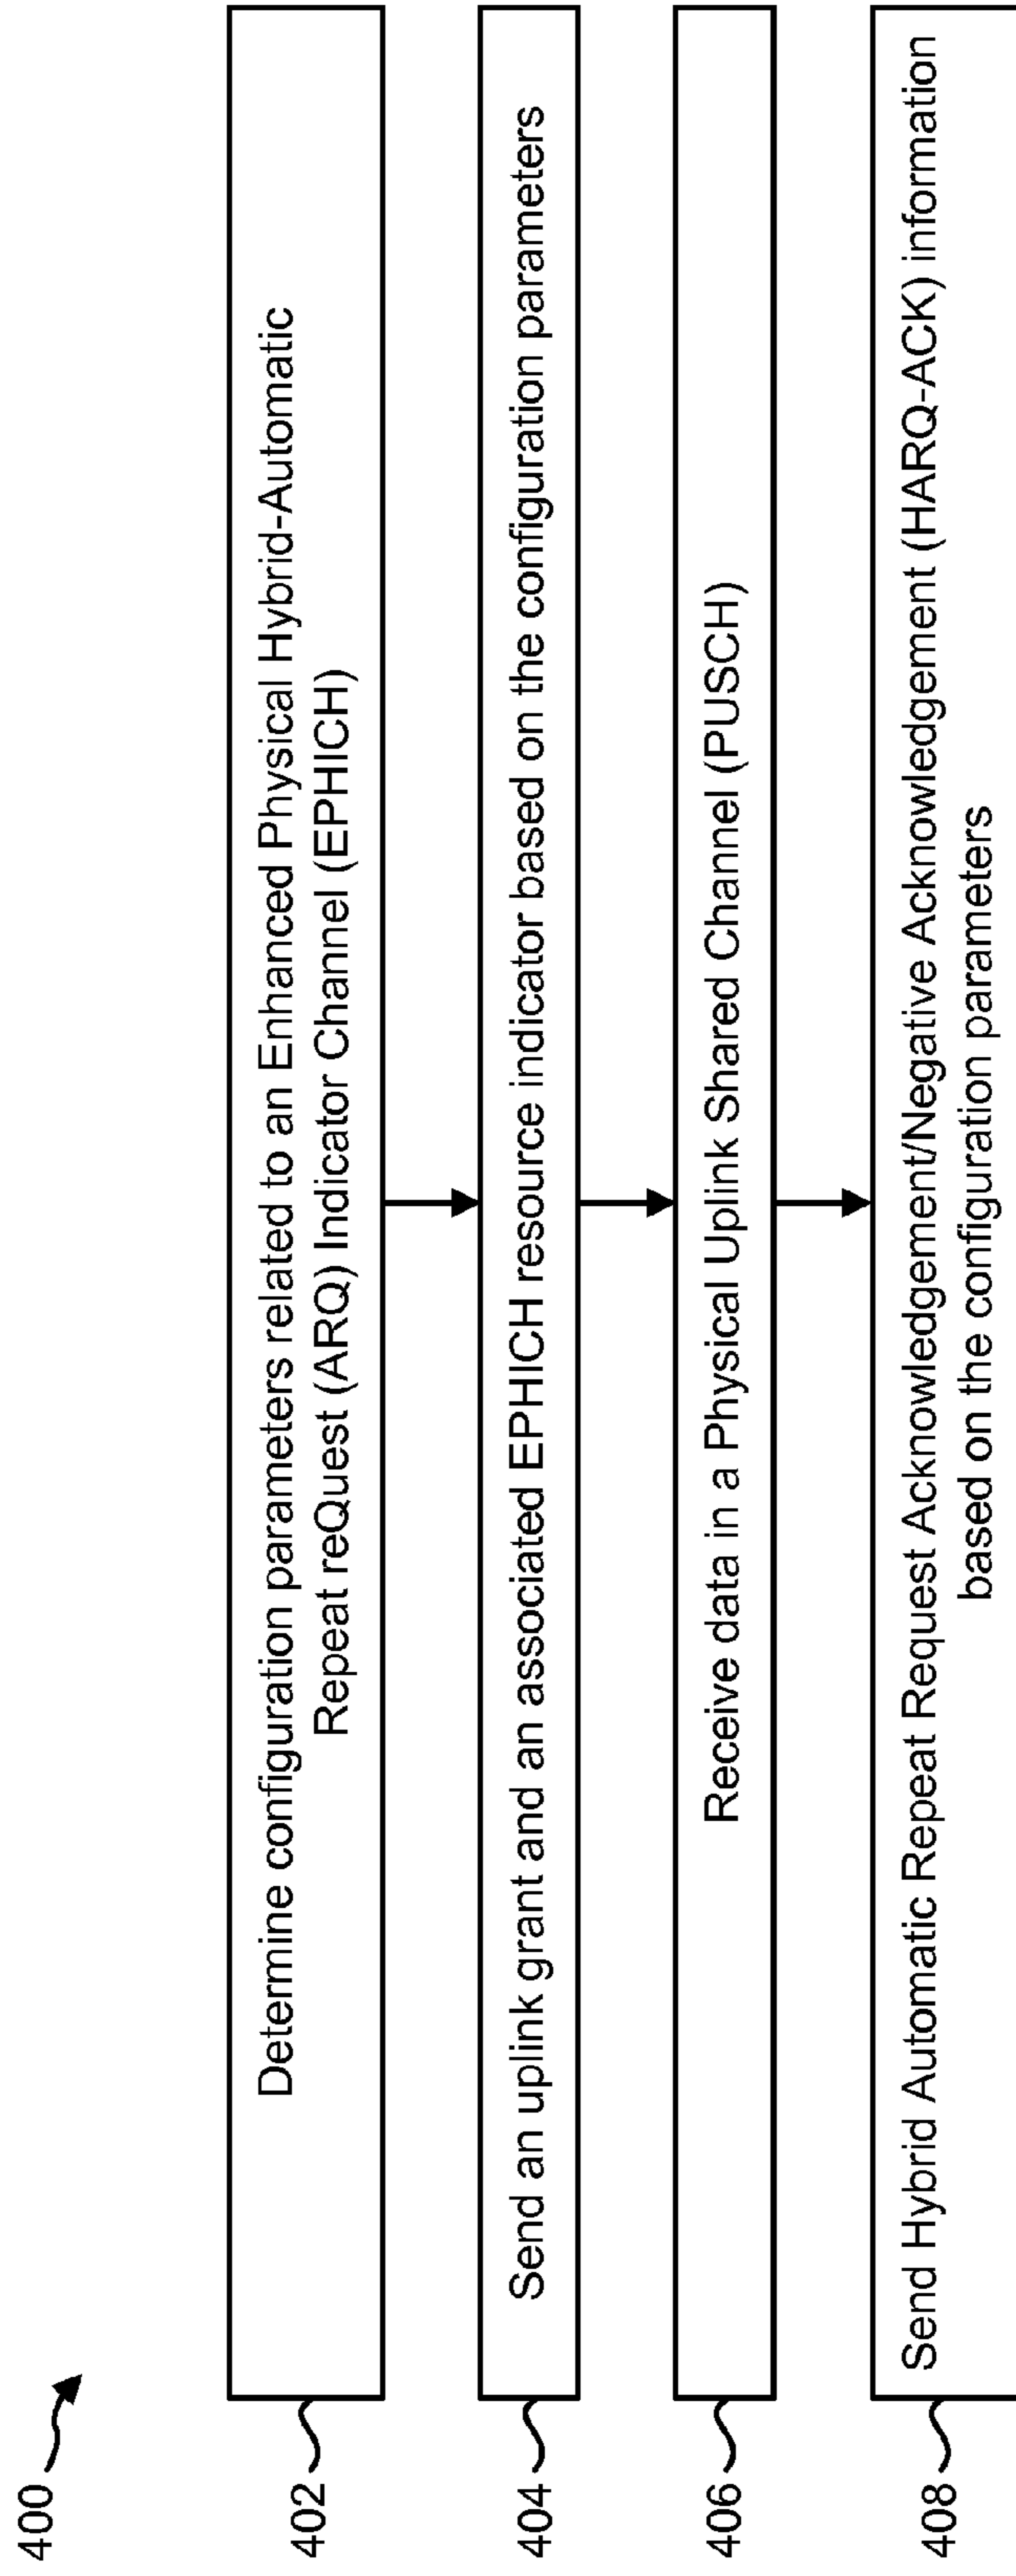 400
402
Determine configuration parameters related to an Enhanced Physical Hybrid-Automatic
Repeat reQuest (ARQ) Indicator Channel (EPHICH)
404
Send an uplink grant and an associated EPHICH resource indicator based on the configuration parameters
406
Receive data in a Physical Uplink Shared Channel (PUSCH)
408
Send Hybrid Automatic Repeat Request Acknowledgement/Negative Acknowledgement (HARQ-ACK) information
based on the configuration parameters